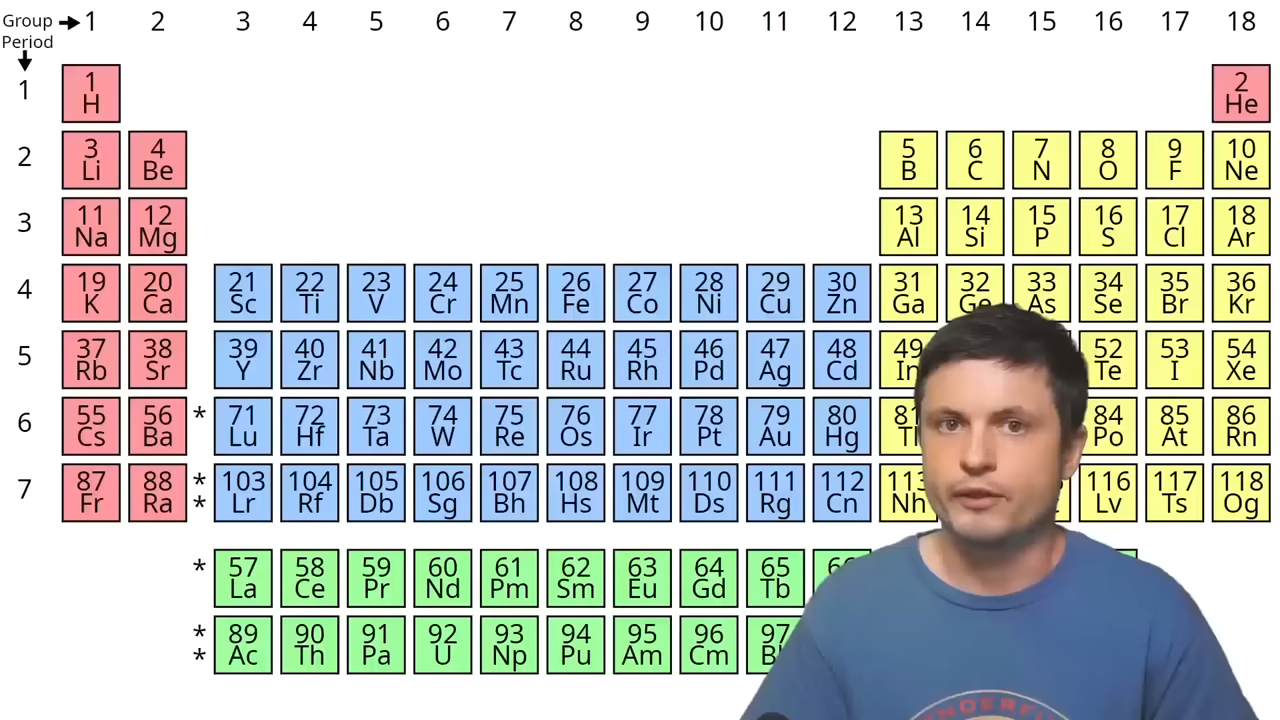 Group 1 2 3 4 5 6 7 8 9 10 11 12 13 14 15 16 17 18
Period
1
1 2
H He
2
3 4 5 6 7 8 9 10
Li Be B C N O F Ne
3
11 12 13 14 15 16 17 18
Na Mg Al Si P S Cl Ar
4
19 20 21 22 23 24 25 26 27 28 29 30 31 32 33 34 35 36
K Ca Sc Ti V Cr Mn Fe Co Ni Cu Zn Ga Ge As Se Br Kr
5
37 38 39 40 41 42 43 44 45 46 47 48 49 52 53 54
Rb Sr Y Zr Nb Mo Tc Ru Rh Pd Ag Cd In Te I Xe
6
55 56 * 71 72 73 74 75 76 77 78 79 80 81 84 85 86
Cs Ba Lu Hf Ta W Re Os Ir Pt Au Hg Tl Po At Rn
7
87 88 * 103 104 105 106 107 108 109 110 111 112 113 116 117 118
Fr Ra * Lr Rf Db Sg Bh Hs Mt Ds Rg Cn Nh Lv Ts Og
* 57 58 59 60 61 62 63 64 65
La Ce Pr Nd Pm Sm Eu Gd Tb
* 89 90 91 92 93 94 95 96 97
* Ac Th Pa U Np Pu Am Cm